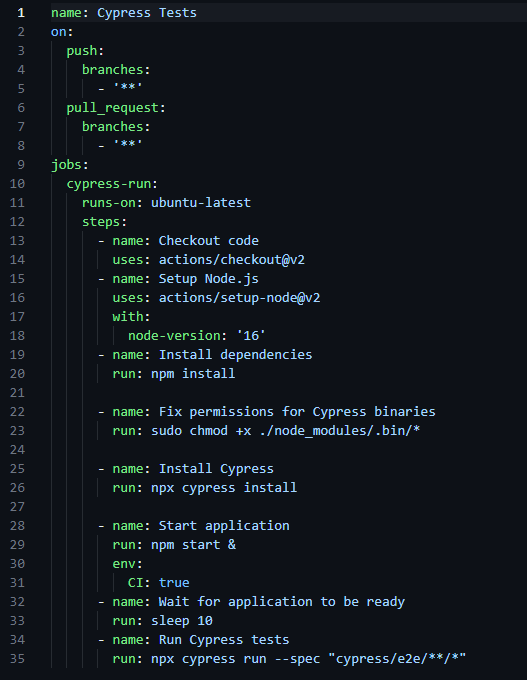 1 name: Cypress Tests
2 on:
3   push:
4     branches:
5       - '**'
6   pull_request:
7     branches:
8       - '**'
9 jobs:
10   cypress-run:
11     runs-on: ubuntu-latest
12     steps:
13       - name: Checkout code
14         uses: actions/checkout@v2
15       - name: Setup Node.js
16         uses: actions/setup-node@v2
17         with:
18           node-version: '16'
19       - name: Install dependencies
20         run: npm install
21
22       - name: Fix permissions for Cypress binaries
23         run: sudo chmod +x ./node_modules/.bin/*
24
25       - name: Install Cypress
26         run: npx cypress install
27
28       - name: Start application
29         run: npm start &
30         env:
31           CI: true
32       - name: Wait for application to be ready
33         run: sleep 10
34       - name: Run Cypress tests
35         run: npx cypress run --spec "cypress/e2e/**/*"